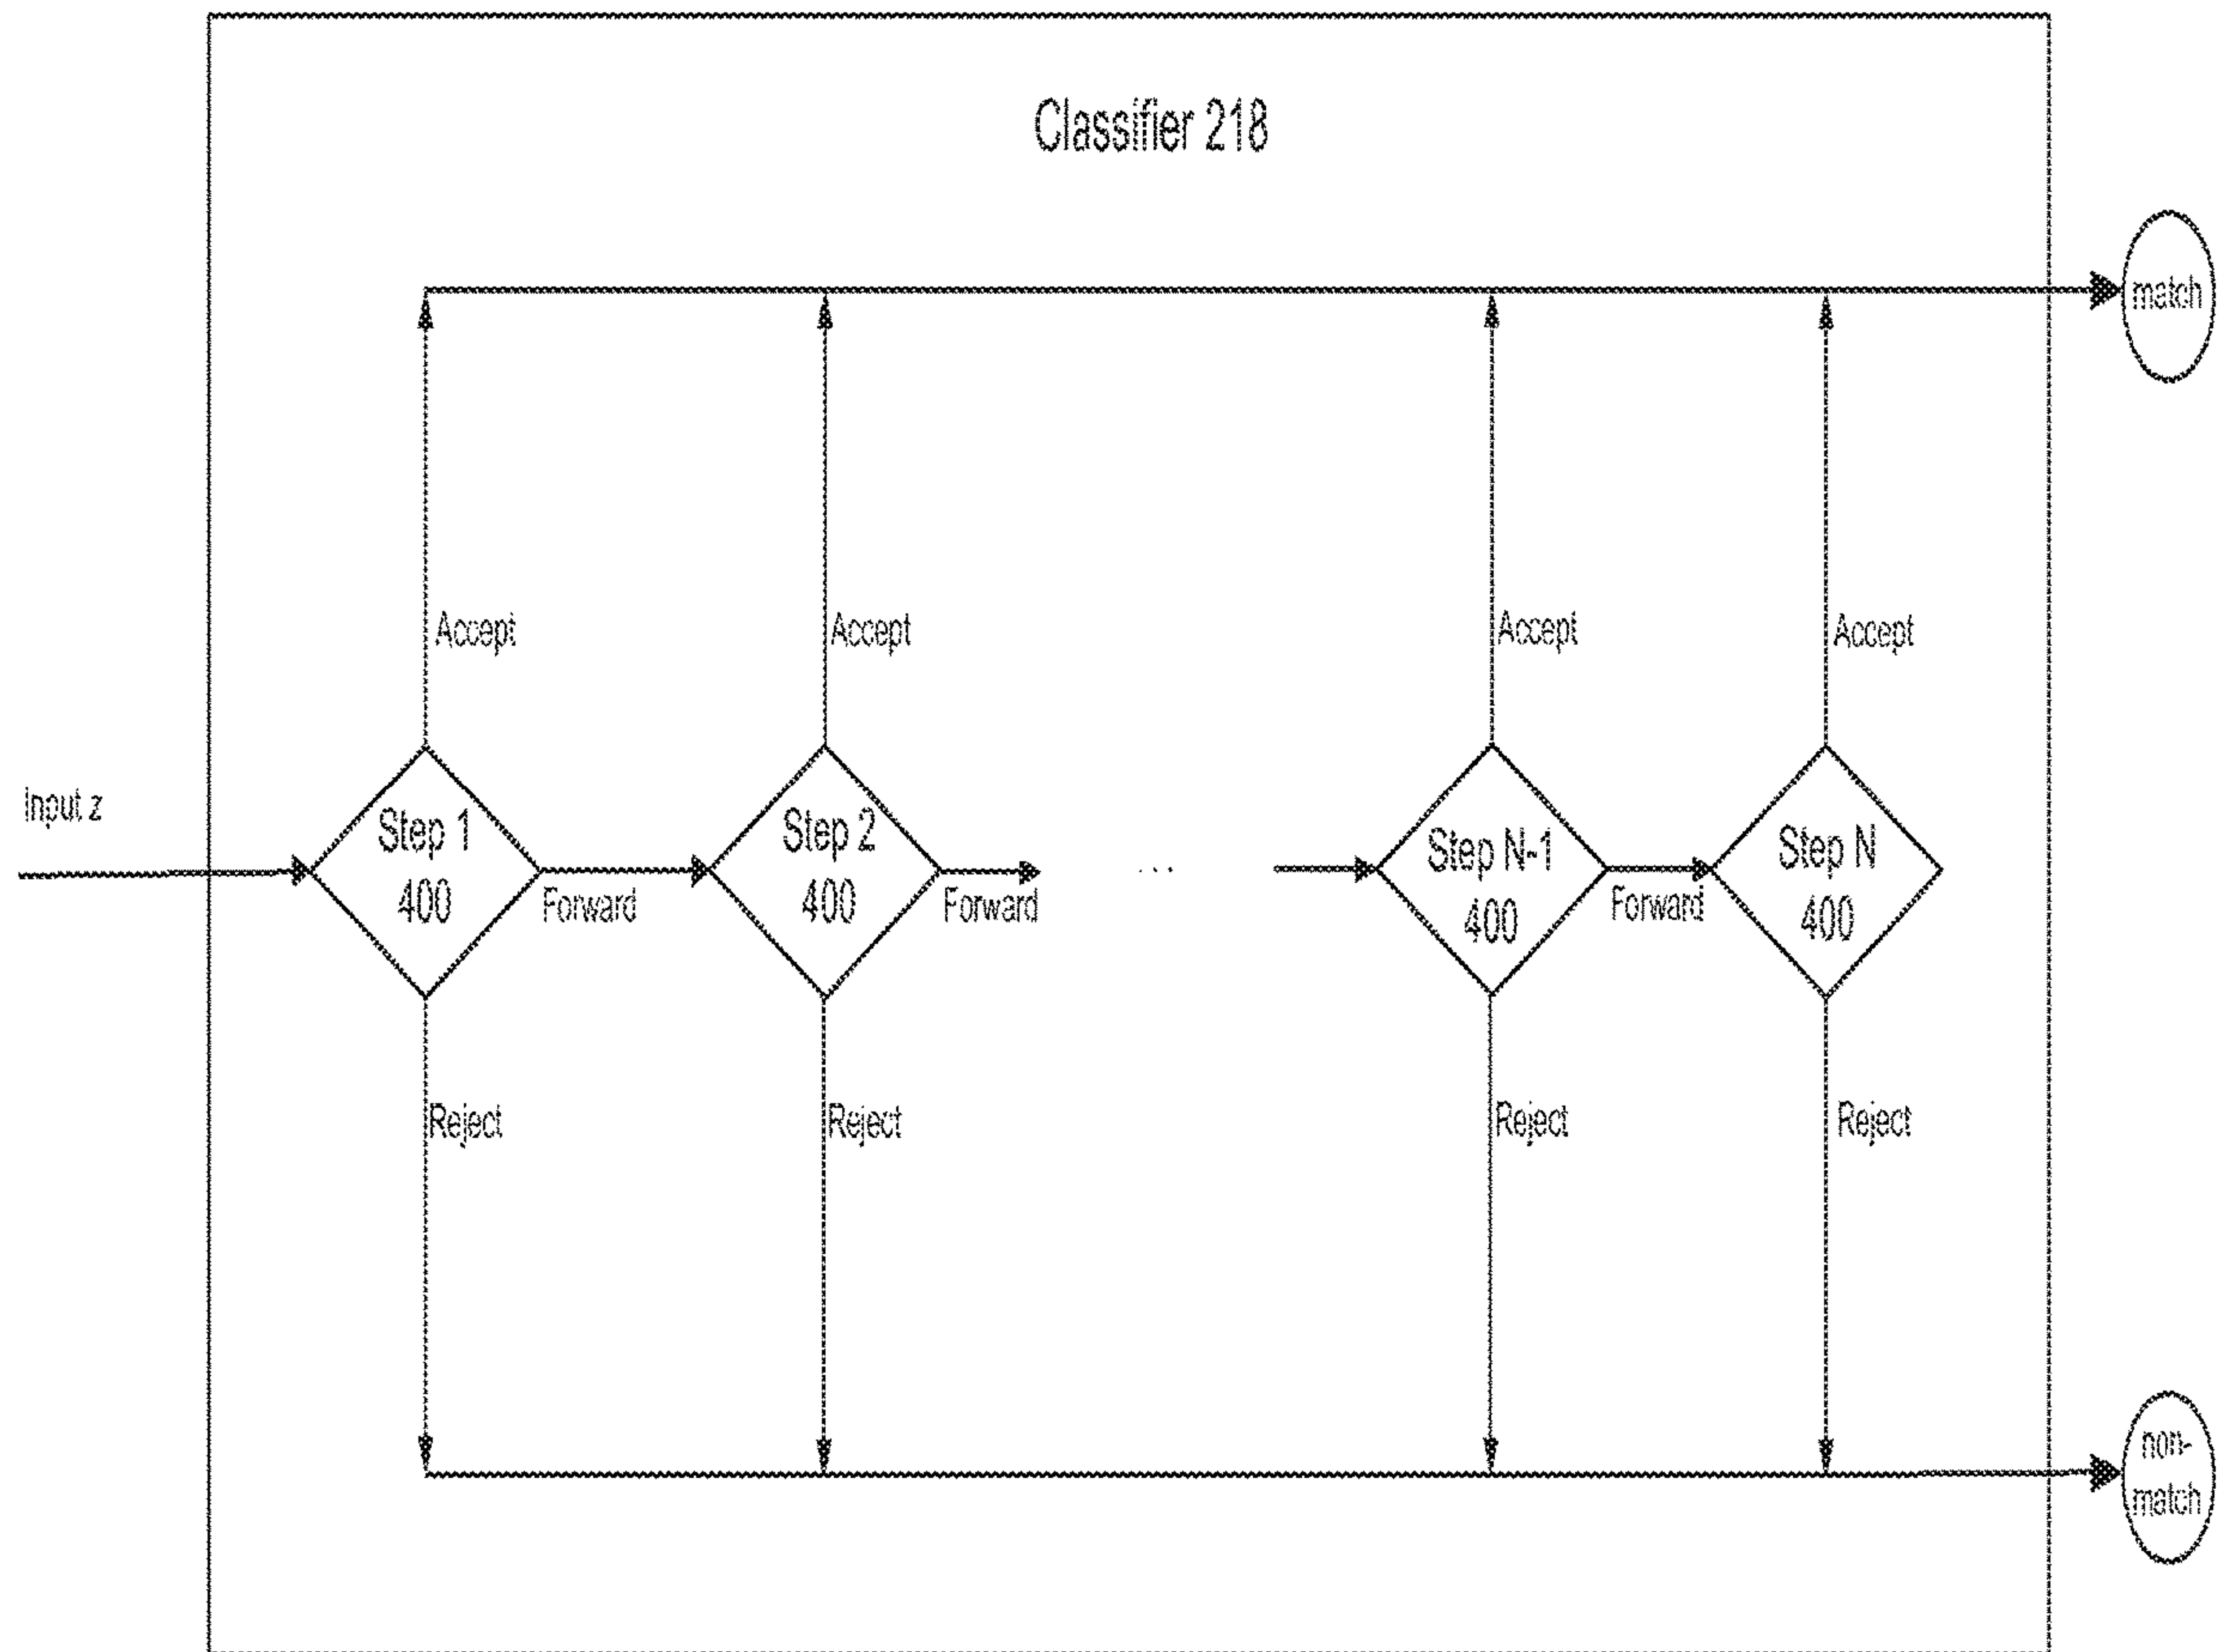 Classifier 218
match
Accept
Accept
Accept
Accept
Input z
Step 1
400
Forward
Step 2
400
Forward
...
Step N-1
400
Forward
Step N
400
Reject
Reject
Reject
Reject
non-
match